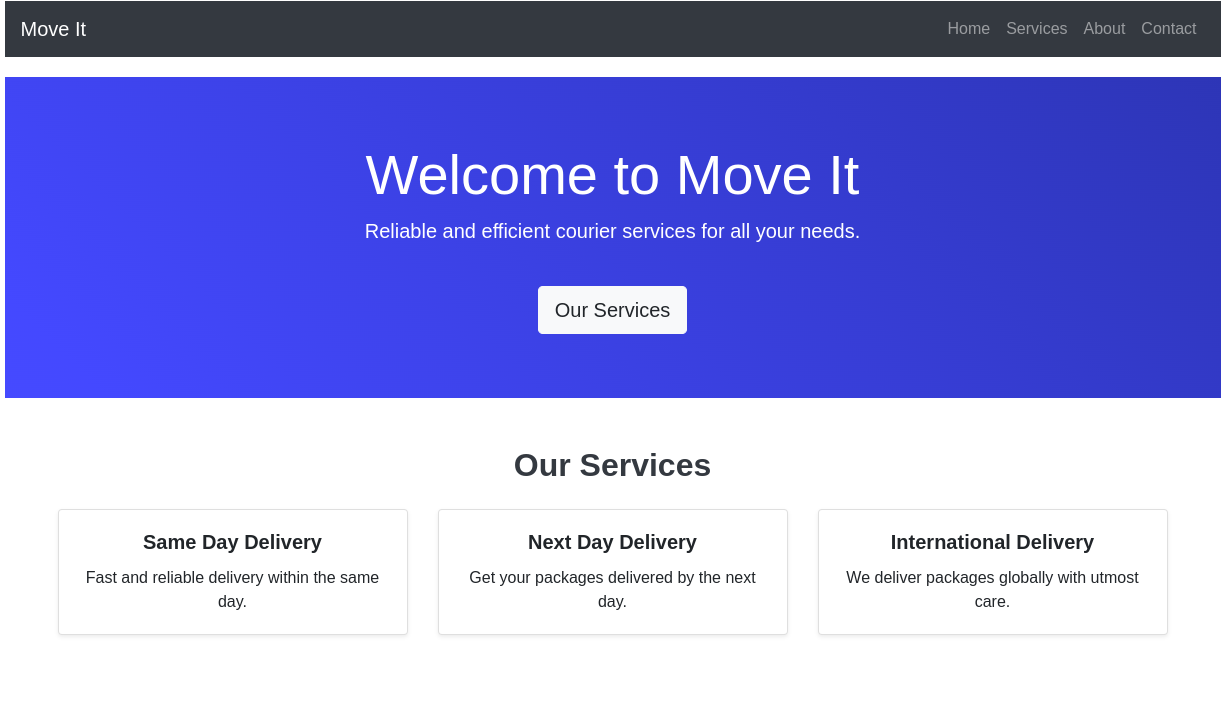 Move It
Home Services About Contact
Welcome to Move It
Reliable and efficient courier services for all your needs.
Our Services
Our Services
Same Day Delivery
Fast and reliable delivery within the same
day.
Next Day Delivery
Get your packages delivered by the next
day.
International Delivery
We deliver packages globally with utmost
care.